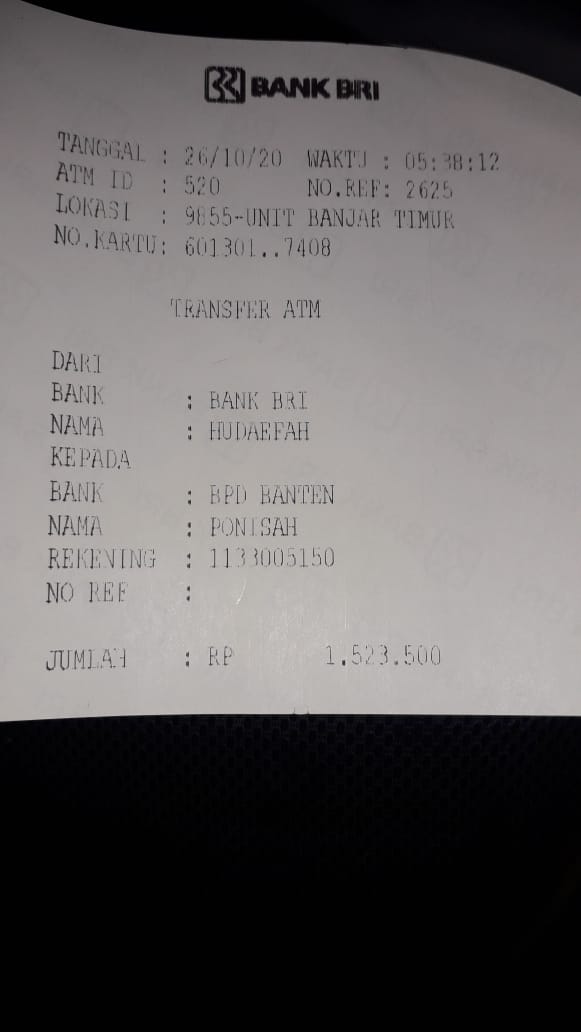 BANK BRI
TANGGAL : 26/10/20 WAKTU : 05:38:12
ATM ID : 520 NO.REF: 2625
LOKASI : 9855-UNIT BANJAR TIMUR
NO.KARTU: 601301..7408
TRANSFER ATM
DARI
BANK : BANK BRI
NAMA : HUDAEFAH
KEPADA
BANK : BPD BANTEN
NAMA : PONISAH
REKENING : 1133005150
NO REF :
JUMLAH : RP 1.523.500